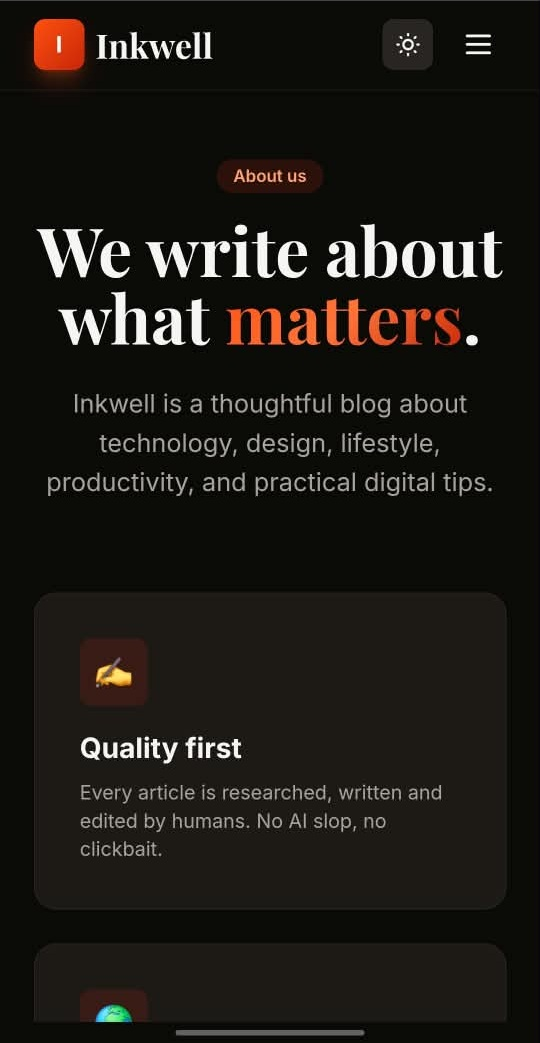 I Inkwell
About us
We write about
what matters.
Inkwell is a thoughtful blog about
technology, design, lifestyle,
productivity, and practical digital tips.
Quality first
Every article is researched, written and
edited by humans. No AI slop, no
clickbait.